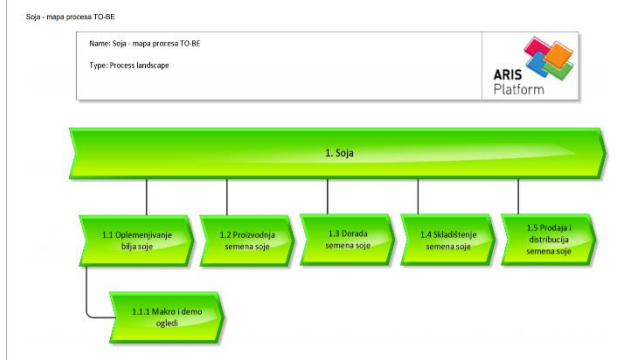 Soja - mapa procesa TO-BE
Name: Soja - mapa procesa TO-BE
Type: Process landscape
ARIS
Platform
1. Soja
1.1 Oplemenjivanje
bilja soje
1.2 Proizvodnja
semena soje
1.3 Dorada
semena soje
1.4 Skladištenje
semena soje
1.5 Prodaja i
distribucija
semena soje
1.1.1 Makro i demo
ogledi